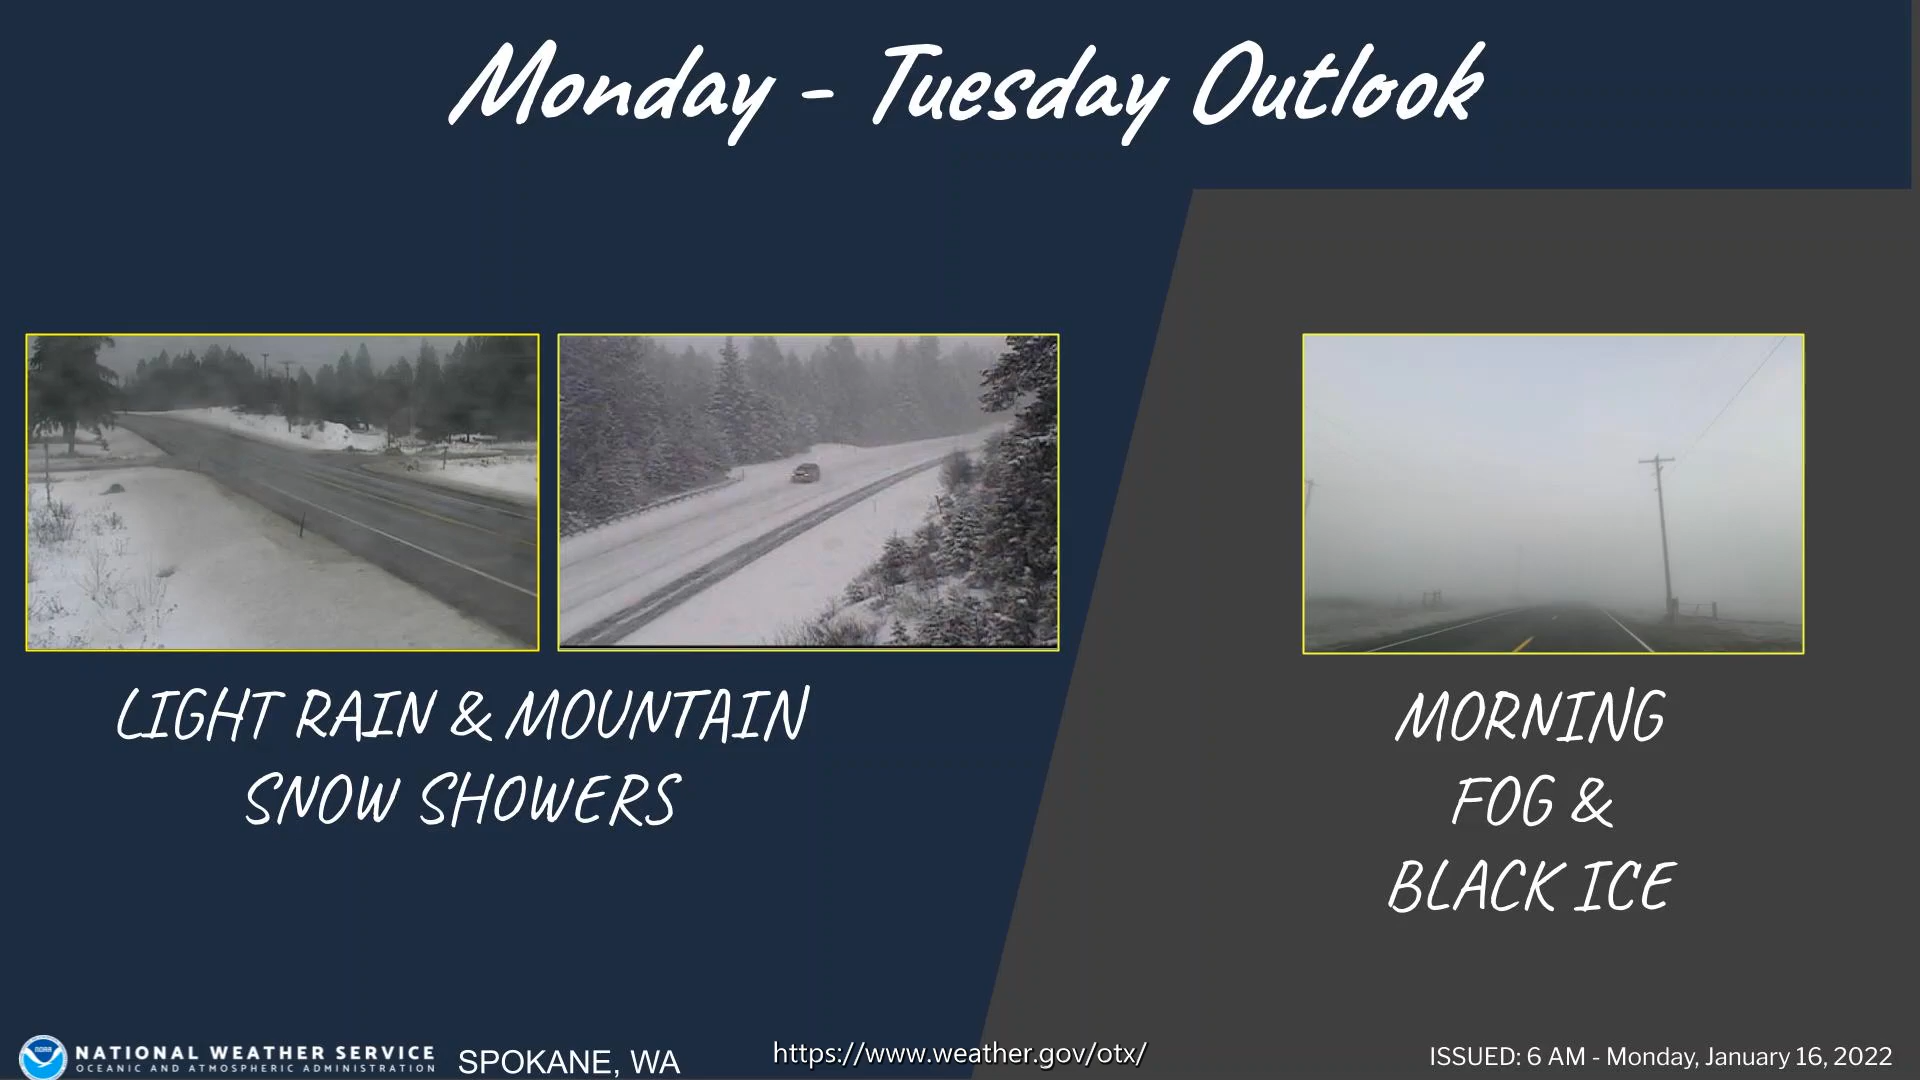 Monday - Tuesday Outlook
LIGHT RAIN & MOUNTAIN
SNOW SHOWERS
MORNING
FOG &
BLACK ICE
NOAA
NATIONAL WEATHER SERVICE
OCEANIC AND ATMOSPHERIC ADMINISTRATION
SPOKANE, WA
https://www.weather.gov/otx/
ISSUED: 6 AM - Monday, January 16, 2022